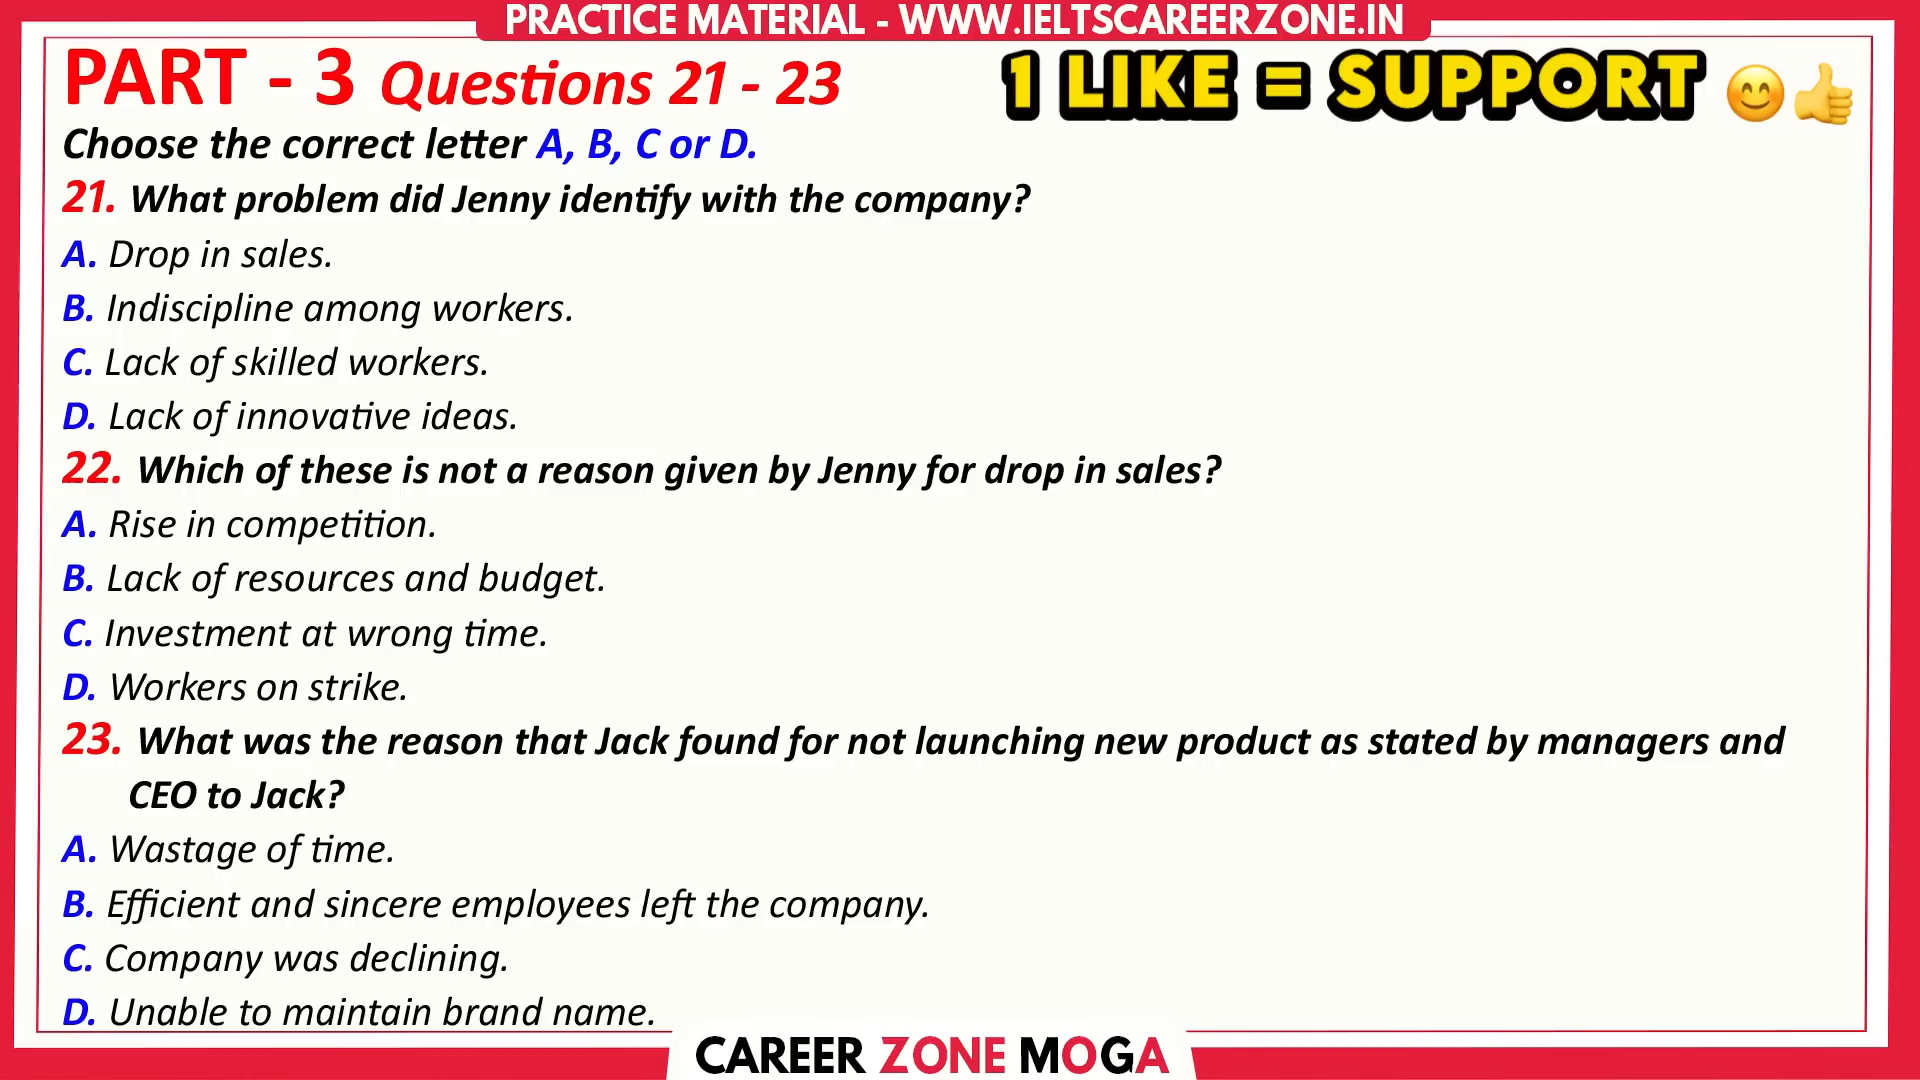 PRACTICE MATERIAL - WWW.IELTSCAREERZONE.IN
PART - 3 Questions 21 - 23
1 LIKE = SUPPORT 😊👍
Choose the correct letter A, B, C or D.
21. What problem did Jenny identify with the company?
A. Drop in sales.
B. Indiscipline among workers.
C. Lack of skilled workers.
D. Lack of innovative ideas.
22. Which of these is not a reason given by Jenny for drop in sales?
A. Rise in competition.
B. Lack of resources and budget.
C. Investment at wrong time.
D. Workers on strike.
23. What was the reason that Jack found for not launching new product as stated by managers and
CEO to Jack?
A. Wastage of time.
B. Efficient and sincere employees left the company.
C. Company was declining.
D. Unable to maintain brand name.
CAREER ZONE MOGA